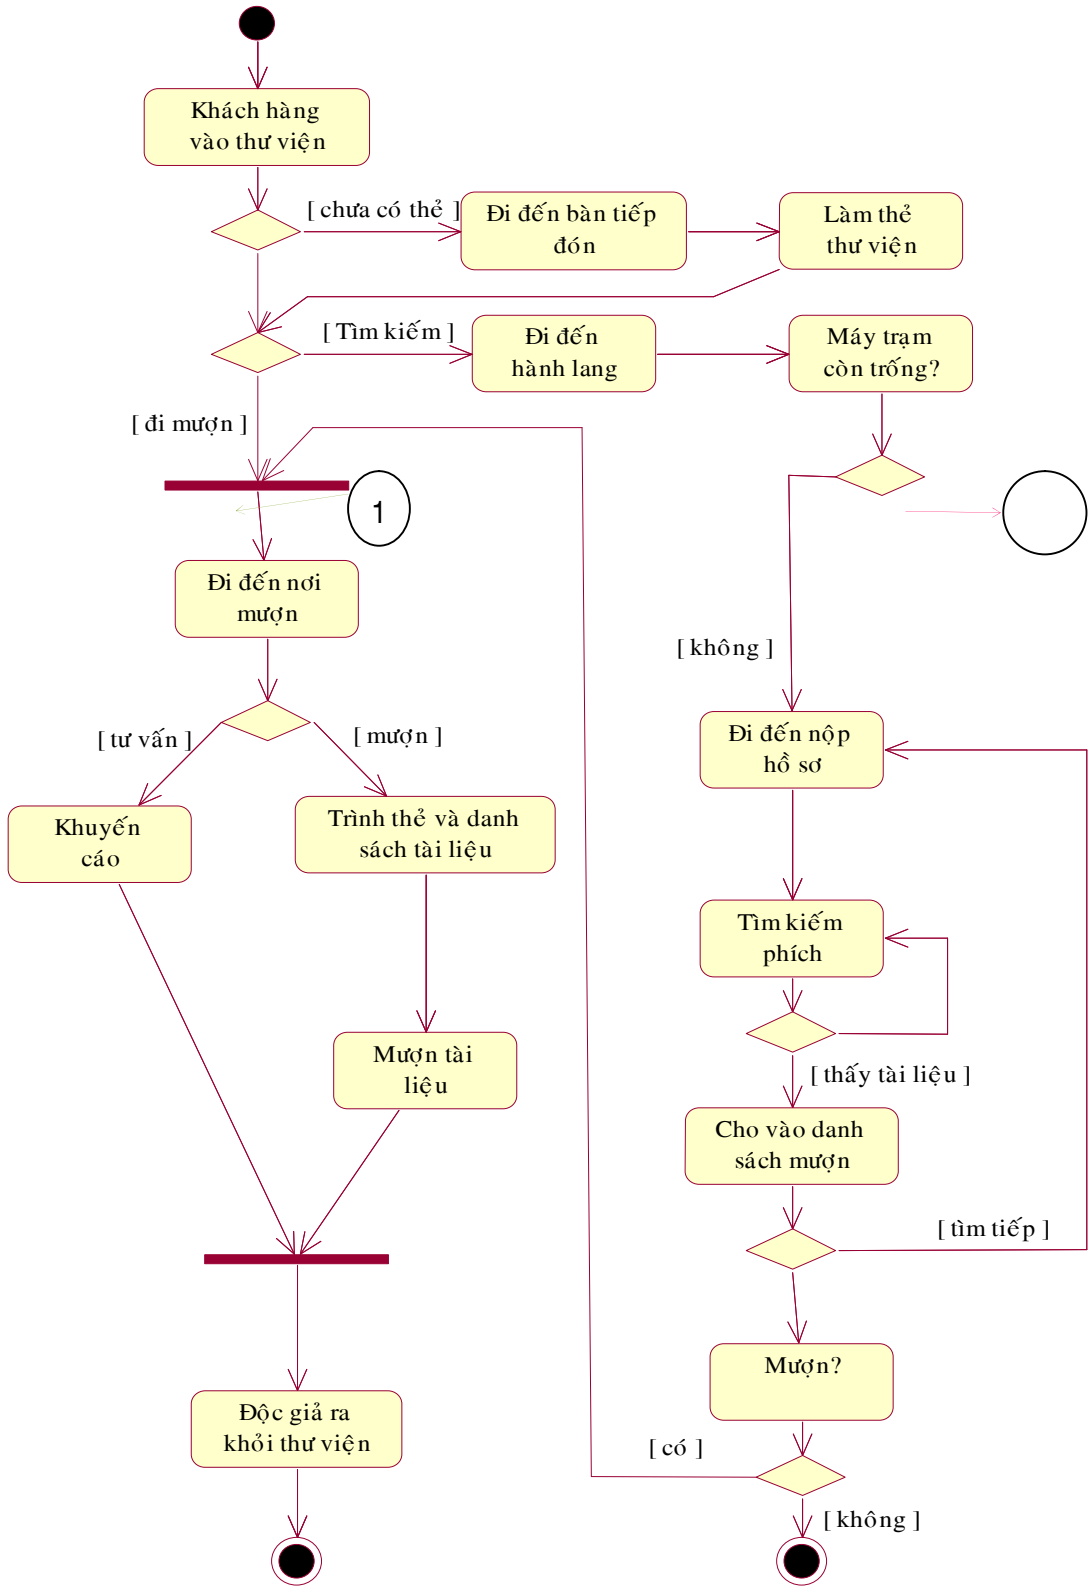 Khách hàng
vào thư viện
[ chưa có thẻ ]
Đi đến bàn tiếp
đón
Làm thẻ
thư viện
[ Tìm kiếm ]
Đi đến
hành lang
Máy trạm
còn trống?
[ đi mượn ]
1
Đi đến nơi
mượn
[ không ]
[ tư vấn ]
[ mượn ]
Đi đến nộp
hồ sơ
Khuyến
cáo
Trình thẻ và danh
sách tài liệu
Tìm kiếm
phích
Mượn tài
liệu
[ thấy tài liệu ]
Cho vào danh
sách mượn
[ tìm tiếp ]
Mượn?
Độc giả ra
khỏi thư viện
[ có ]
[ không ]